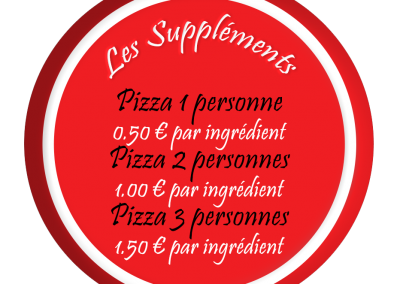 Les Suppléments
Pizza 1 personne
0.50 € par ingrédient
Pizza 2 personnes
1.00 € par ingrédient
Pizza 3 personnes
1.50 € par ingrédient